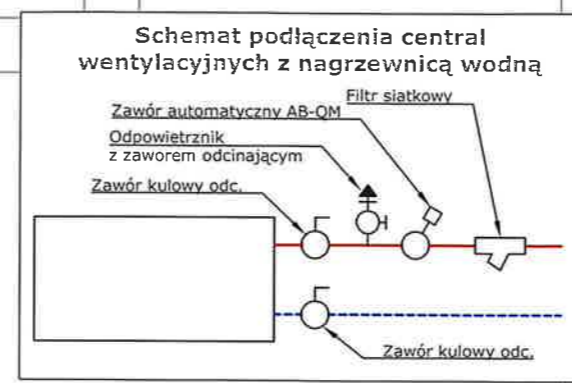 Schemat podłączenia central
wentylacyjnych z nagrzewnicą wodną
Filtr siatkowy
Zawór automatyczny AB-QM
Odpowietrznik
z zaworem odcinającym
Zawór kulowy odc.
Zawór kulowy odc.